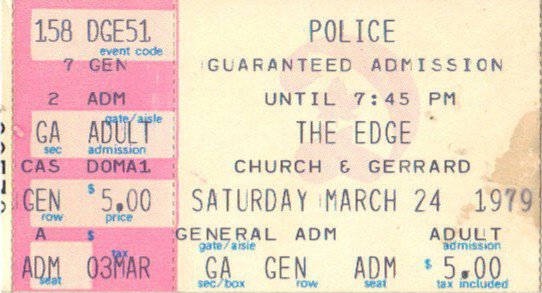 158 DGE51 POLICE
event code
7 GEN GUARANTEED ADMISSION
2 ADM UNTIL 7:45 PM
gate/aisle
GA ADULT THE EDGE
sec admission
CAS DOMA1 CHURCH & GERRARD
GEN $ 5.00 SATURDAY MARCH 24 1979
row price
A $ GENERAL ADM ADULT
tax gate/aisle admission
ADM 03MAR GA GEN ADM $ 5.00
seat sec/box row seat tax included